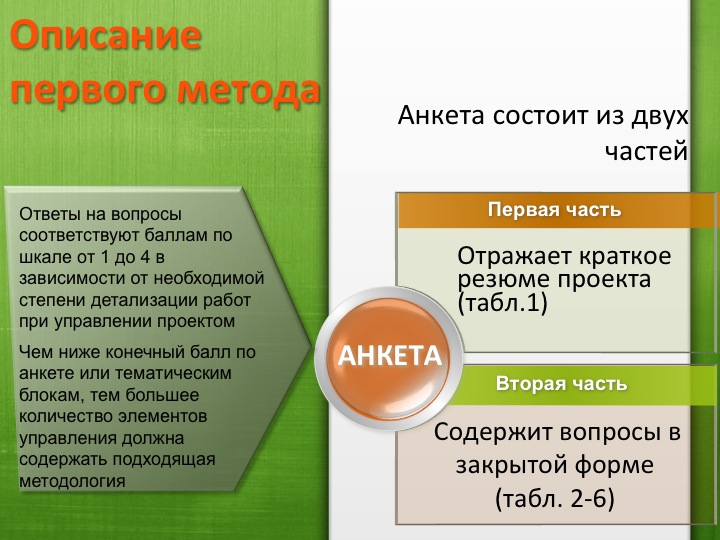 Описание
первого метода
Анкета состоит из двух
частей
Ответы на вопросы
соответствуют баллам по
шкале от 1 до 4 в
зависимости от необходимой
степени детализации работ
при управлении проектом
Чем ниже конечный балл по
анкете или тематическим
блокам, тем большее
количество элементов
управления должна
содержать подходящая
методология
АНКЕТА
Первая часть
Отражает краткое
резюме проекта
(табл.1)
Вторая часть
Содержит вопросы в
закрытой форме
(табл. 2-6)